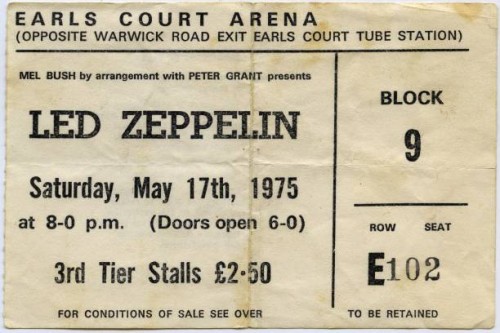 EARLS COURT ARENA
(OPPOSITE WARWICK ROAD EXIT EARLS COURT TUBE STATION)
MEL BUSH by arrangement with PETER GRANT presents
LED ZEPPELIN
Saturday, May 17th, 1975
at 8-0 p.m. (Doors open 6-0)
3rd Tier Stalls £2·50
FOR CONDITIONS OF SALE SEE OVER
BLOCK
9
ROW SEAT
E102
TO BE RETAINED